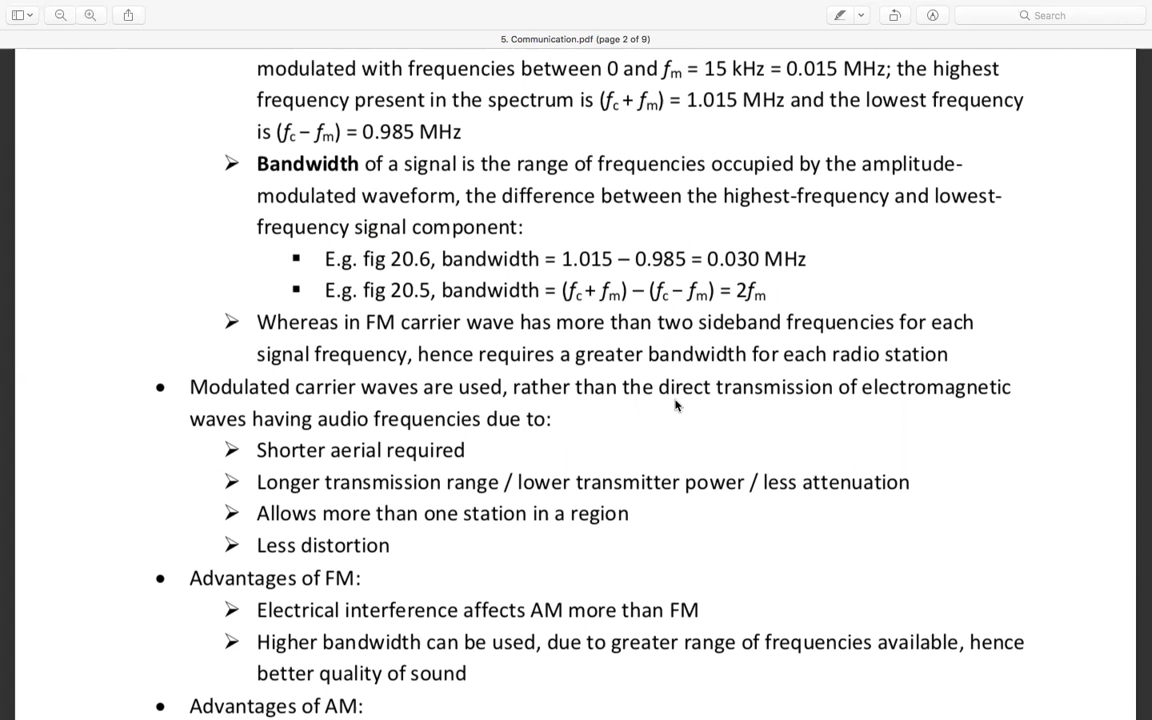 Search
5. Communication.pdf (page 2 of 9)
modulated with frequencies between 0 and fm = 15 kHz = 0.015 MHz; the highest
frequency present in the spectrum is (fc + fm) = 1.015 MHz and the lowest frequency
is (fc − fm) = 0.985 MHz
➢ Bandwidth of a signal is the range of frequencies occupied by the amplitude-
modulated waveform, the difference between the highest-frequency and lowest-
frequency signal component:
▪ E.g. fig 20.6, bandwidth = 1.015 – 0.985 = 0.030 MHz
▪ E.g. fig 20.5, bandwidth = (fc + fm) – (fc − fm) = 2fm
➢ Whereas in FM carrier wave has more than two sideband frequencies for each
signal frequency, hence requires a greater bandwidth for each radio station
• Modulated carrier waves are used, rather than the direct transmission of electromagnetic
waves having audio frequencies due to:
➢ Shorter aerial required
➢ Longer transmission range / lower transmitter power / less attenuation
➢ Allows more than one station in a region
➢ Less distortion
• Advantages of FM:
➢ Electrical interference affects AM more than FM
➢ Higher bandwidth can be used, due to greater range of frequencies available, hence
better quality of sound
• Advantages of AM: